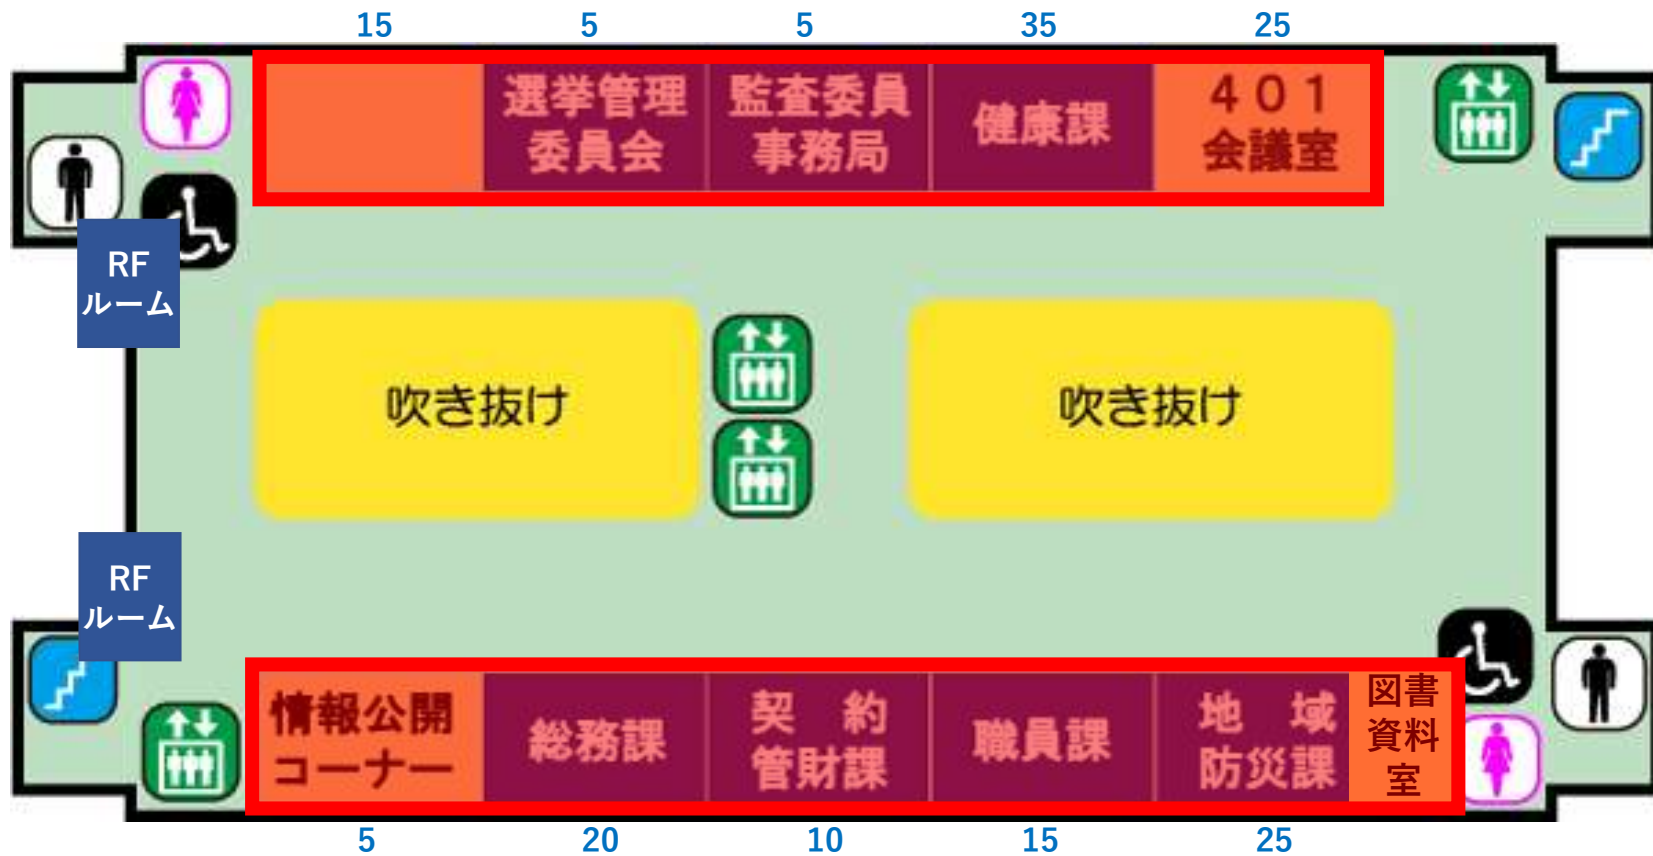 15 5 5 35 25
選挙管理
委員会
監査委員
事務局
健康課
401
会議室
RF
ルーム
吹き抜け
吹き抜け
RF
ルーム
情報公開
コーナー
総務課
契 約
管財課
職員課
地 域
防災課
図書
資料
室
5 20 10 15 25